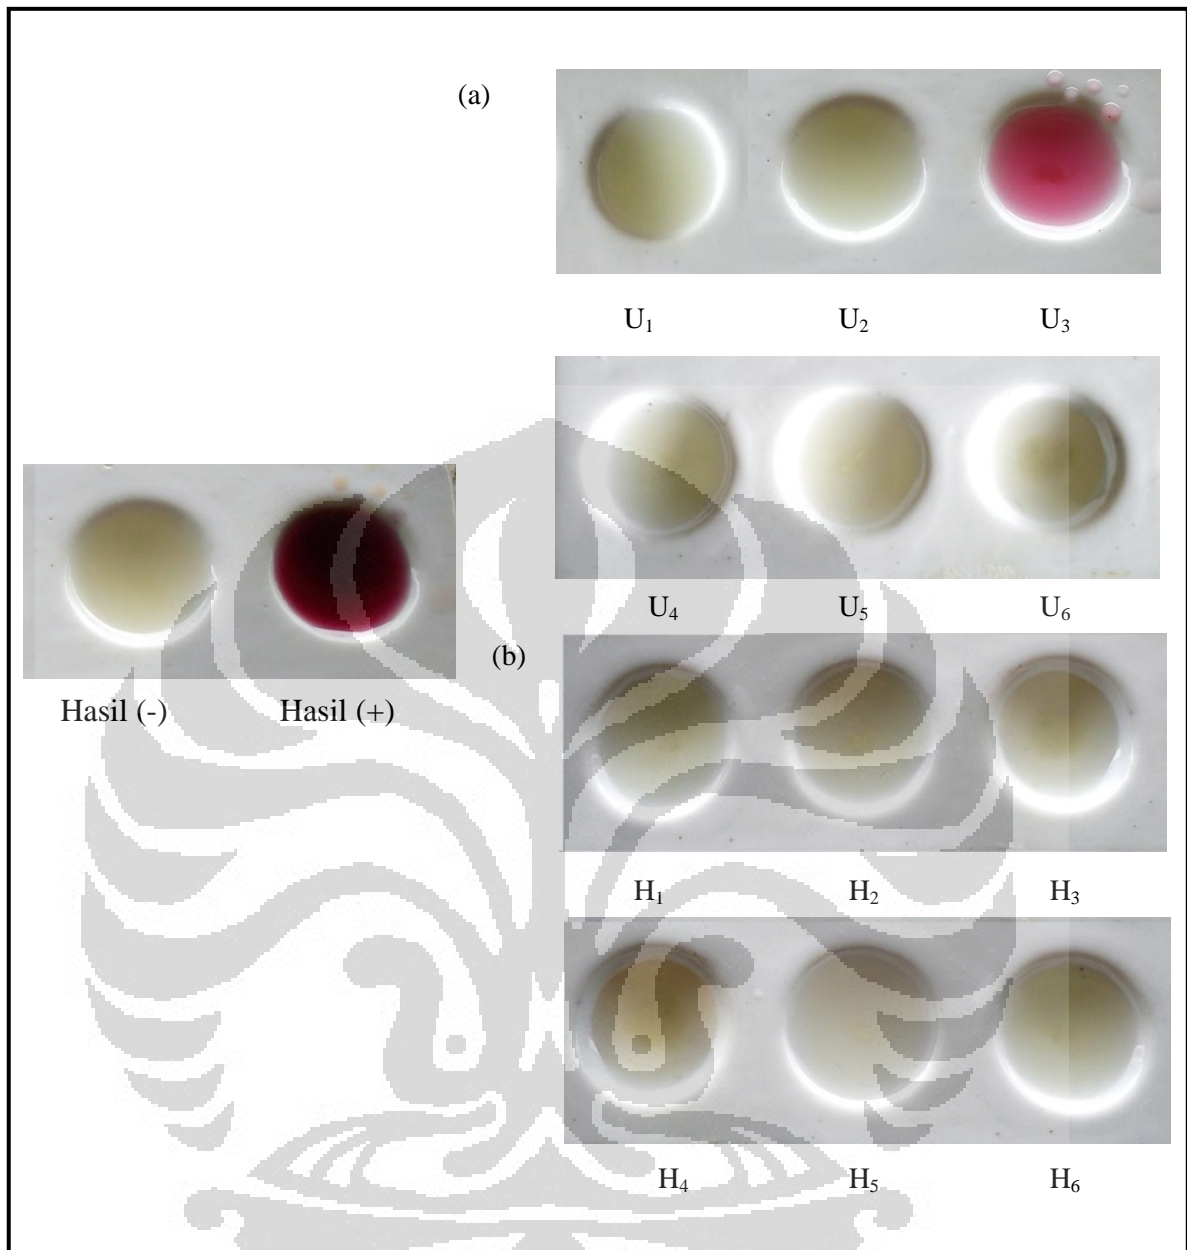 (a)
U₁ U₂ U₃
U₄ U₅ U₆
(b)
Hasil (-) Hasil (+)
H₁ H₂ H₃
H₄ H₅ H₆